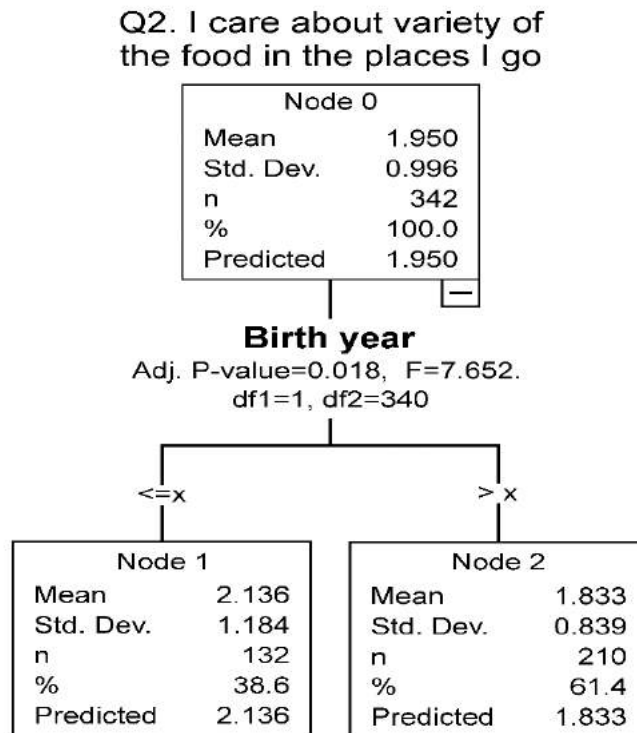 Q2. I care about variety of
the food in the places I go
Node 0
Mean 1.950
Std. Dev. 0.996
n 342
% 100.0
Predicted 1.950
Birth year
Adj. P-value=0.018, F=7.652.
df1=1, df2=340
<=x
> x
Node 1
Mean 2.136
Std. Dev. 1.184
n 132
% 38.6
Predicted 2.136
Node 2
Mean 1.833
Std. Dev. 0.839
n 210
% 61.4
Predicted 1.833